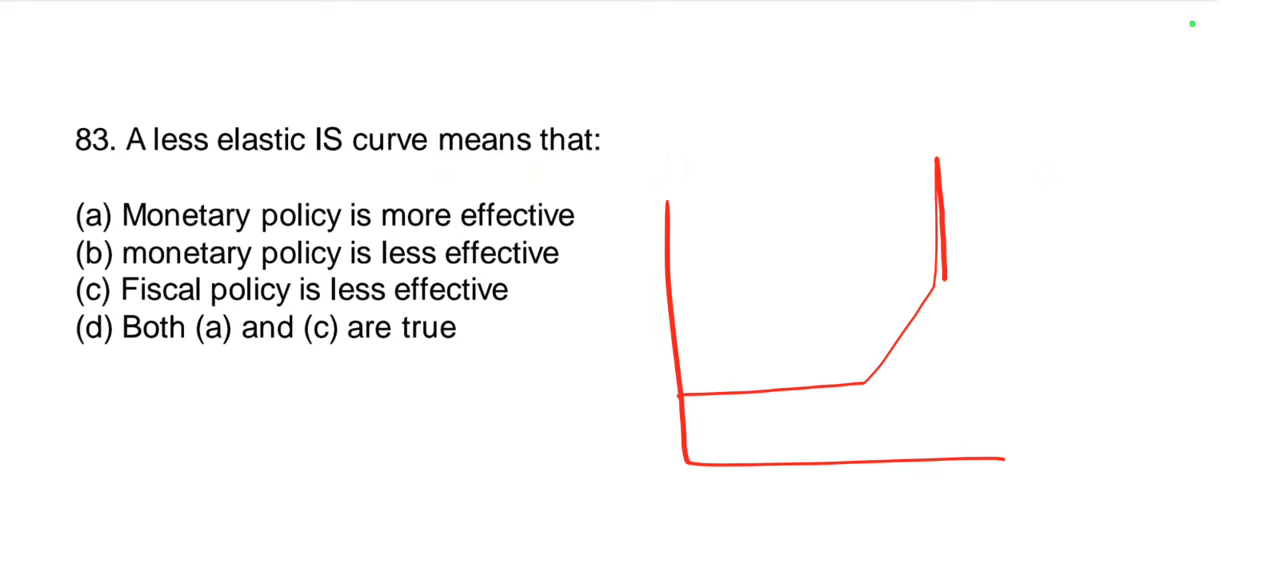 83. A less elastic IS curve means that:
(a) Monetary policy is more effective
(b) monetary policy is less effective
(c) Fiscal policy is less effective
(d) Both (a) and (c) are true